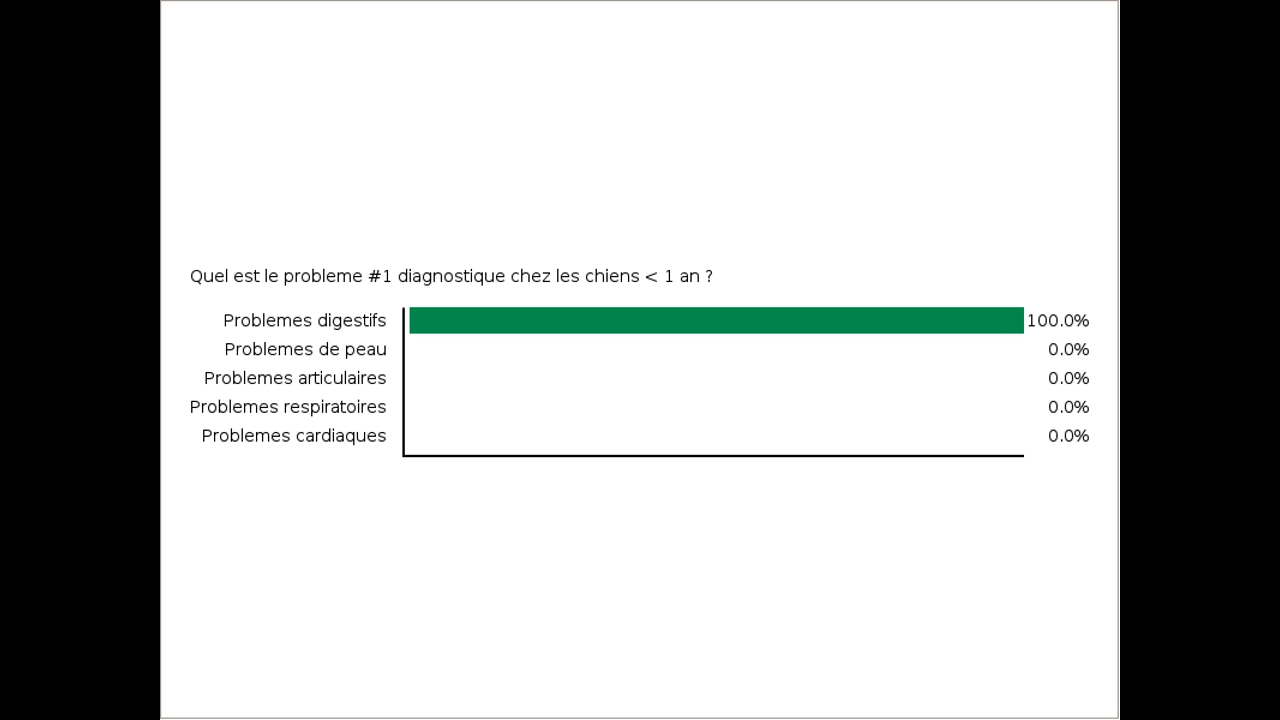 Quel est le probleme #1 diagnostique chez les chiens < 1 an ?
Problemes digestifs 100.0%
Problemes de peau 0.0%
Problemes articulaires 0.0%
Problemes respiratoires 0.0%
Problemes cardiaques 0.0%